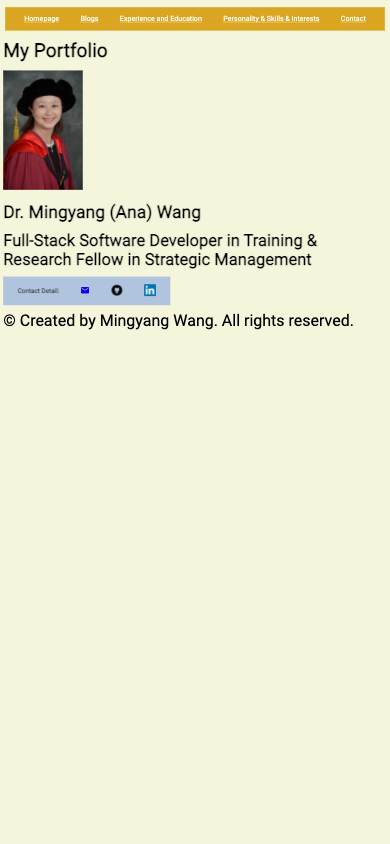 Homepage Blogs Experience and Education Personality & Skills & Interests Contact
My Portfolio
Dr. Mingyang (Ana) Wang
Full-Stack Software Developer in Training &
Research Fellow in Strategic Management
Contact Detail: in
© Created by Mingyang Wang. All rights reserved.